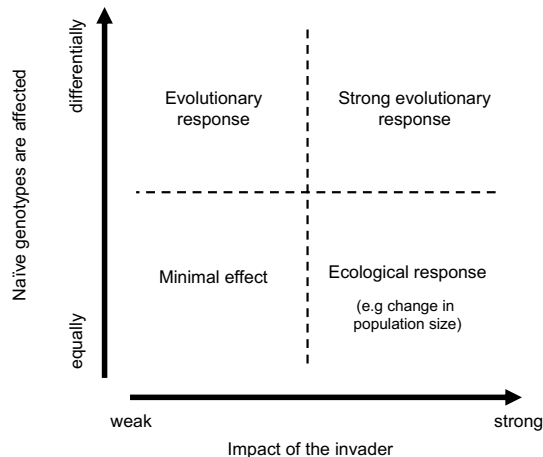 Naïve genotypes are affected
differentially
equally
Evolutionary
response
Strong evolutionary
response
Minimal effect
Ecological response
(e.g change in
population size)
weak
strong
Impact of the invader